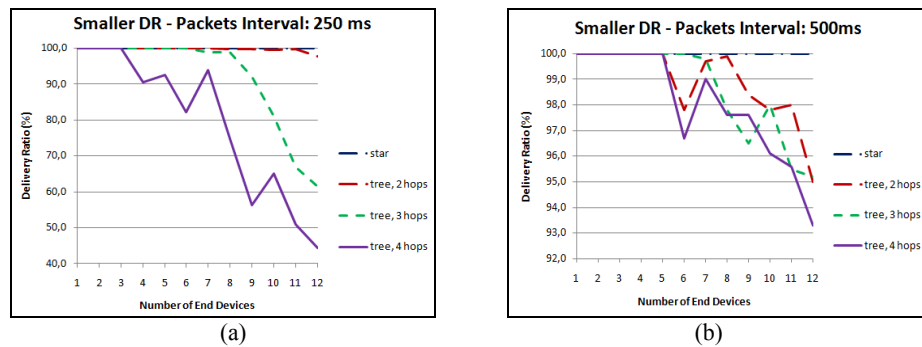 Smaller DR - Packets Interval: 250 ms
100,0
90,0
80,0
70,0
60,0
50,0
40,0
Delivery Ratio (%)
1 2 3 4 5 6 7 8 9 10 11 12
Number of End Devices
star
tree, 2 hops
tree, 3 hops
tree, 4 hops
(a)
Smaller DR - Packets Interval: 500ms
100,0
99,0
98,0
97,0
96,0
95,0
94,0
93,0
92,0
Delivery Ratio (%)
1 2 3 4 5 6 7 8 9 10 11 12
Number of End Devices
star
tree, 2 hops
tree, 3 hops
tree, 4 hops
(b)